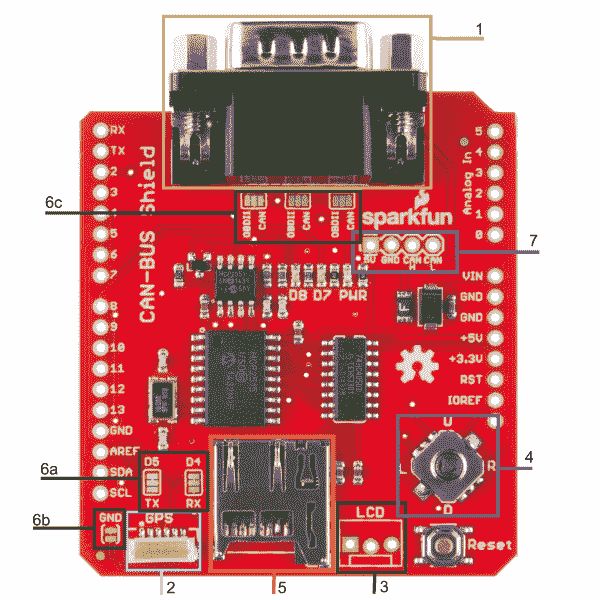 1
RX
TX
2
3
4
5
6
7
8
9
10
11
12
13
GND
AREF
SDA
SCL
CAN-BUS Shield
6c
OBDII CAN
OBDII CAN
OBDII CAN
sparkfun
5V GND CAN CAN
H L
7
Analog In
5
4
3
2
1
0
VIN
GND
GND
+5V
+3.3V
RST
IOREF
D8 D7 PWR
U
L R
D
4
6a
D5 D4
TX RX
6b
GND
GPS
2
5
LCD
3
Reset